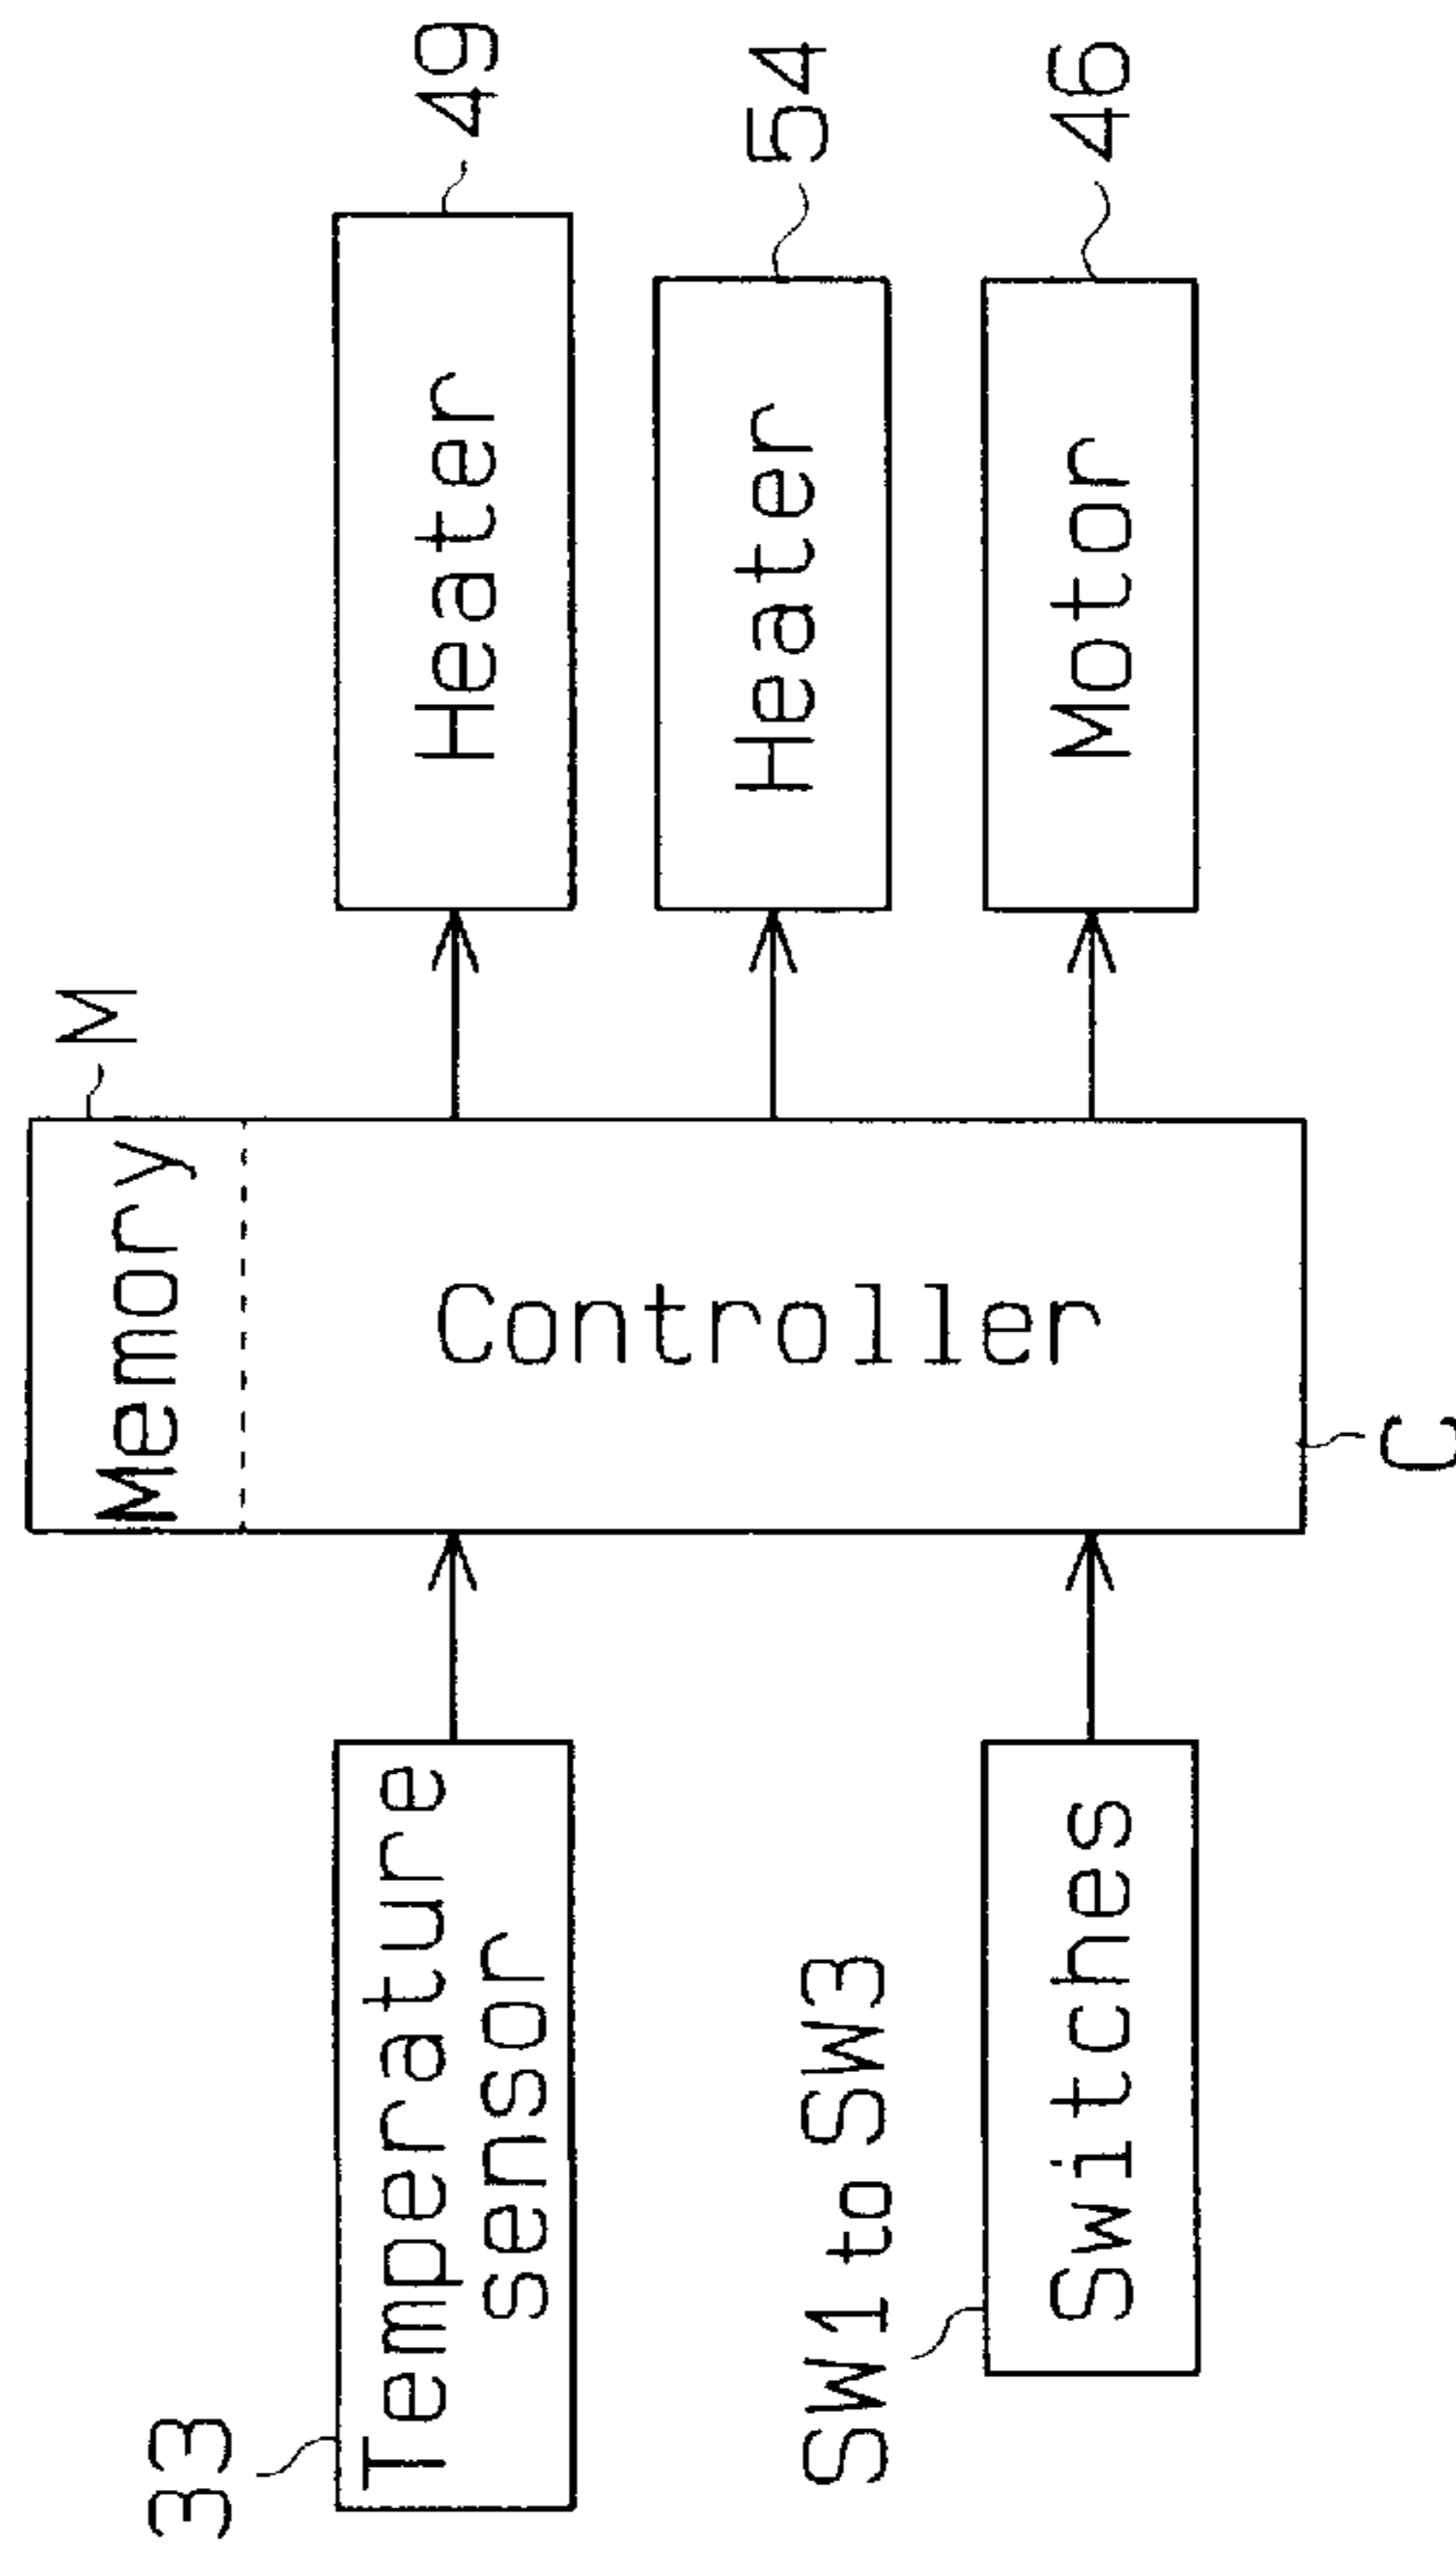 33
Temperature
sensor
SW1 to SW3
Switches
M
Memory
Controller
C
Heater
49
Heater
54
Motor
46